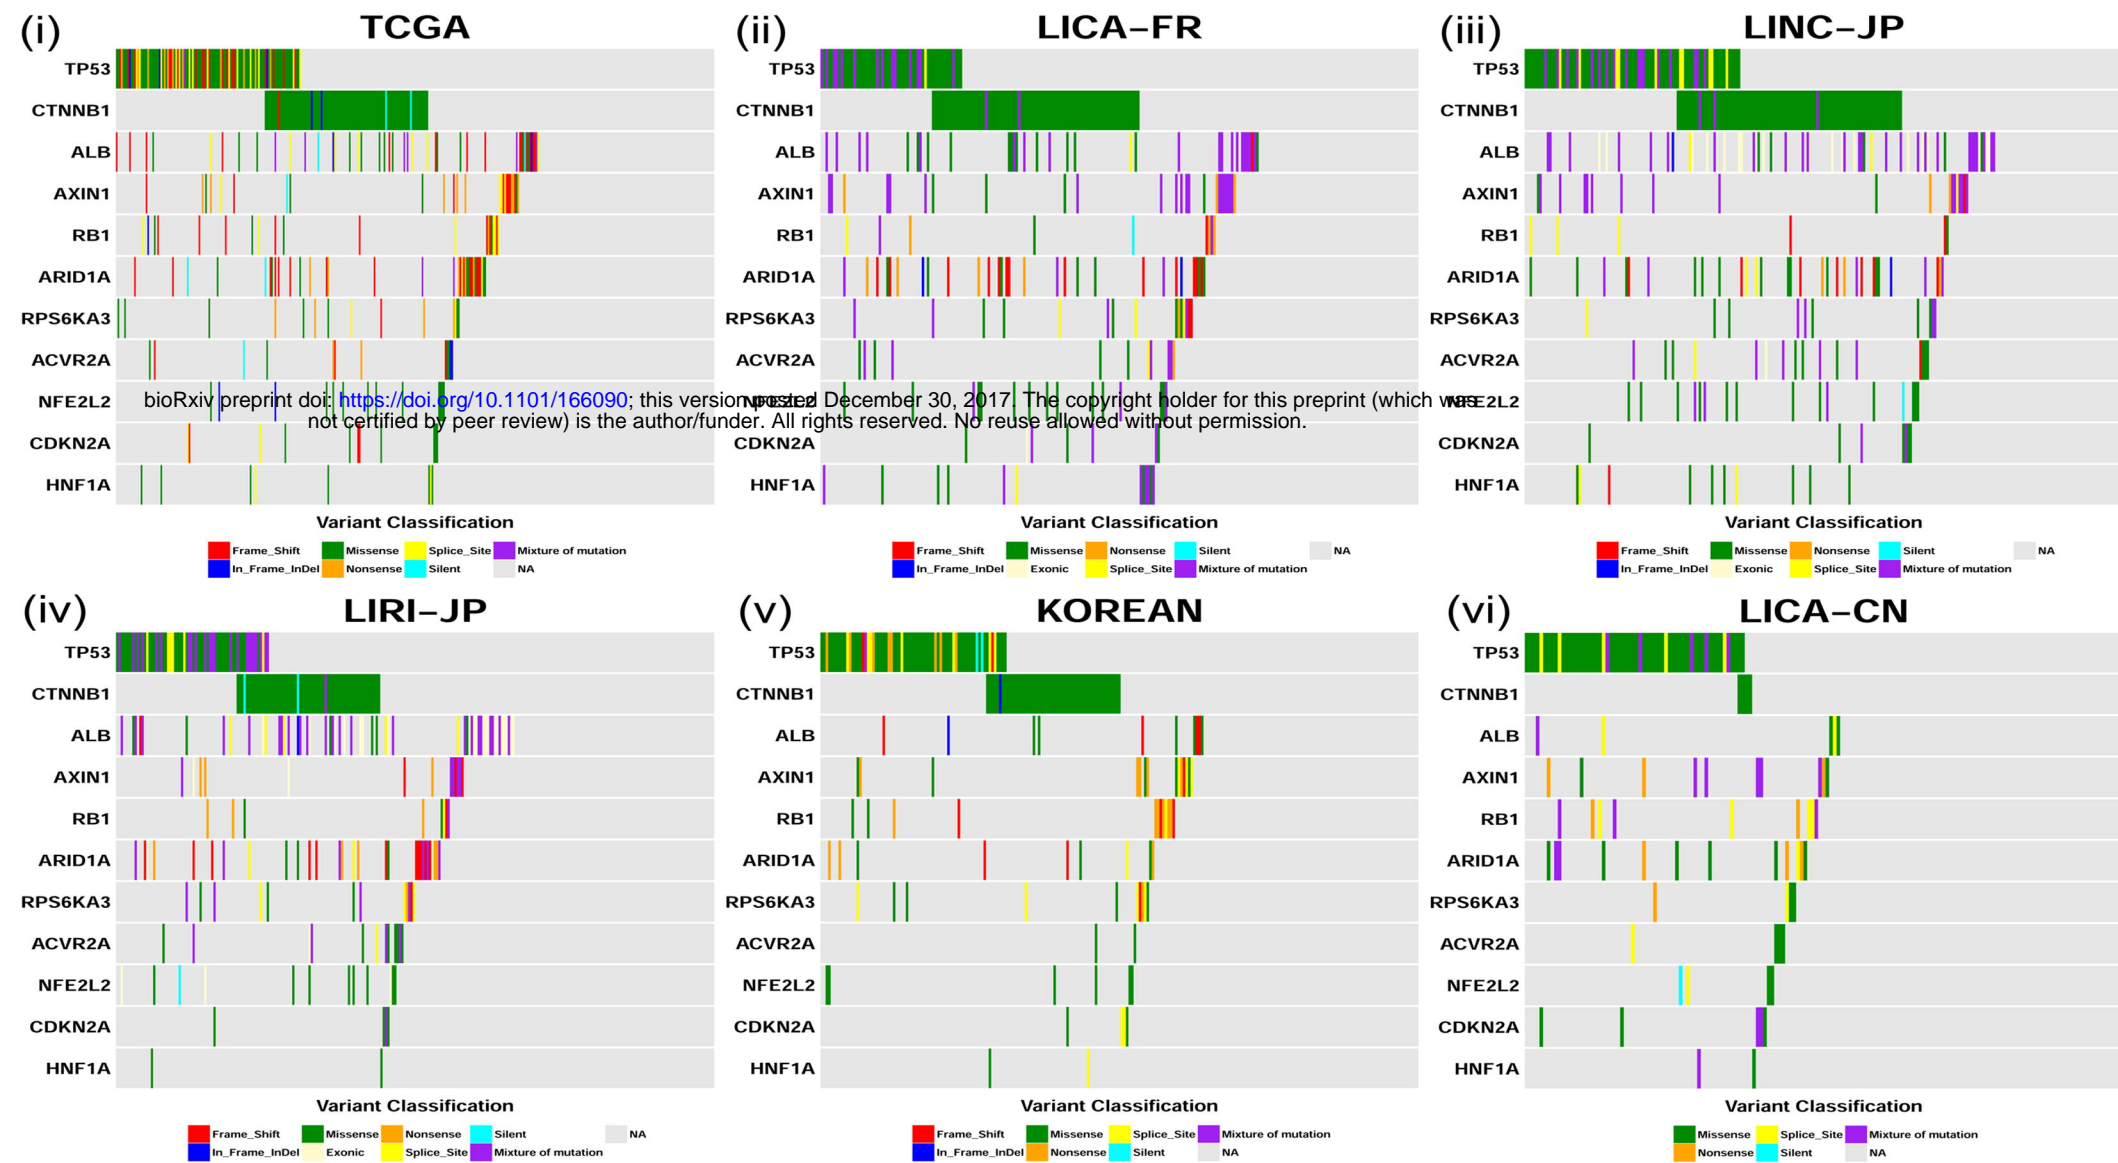 (i) TCGA
TP53
CTNNB1
ALB
AXIN1
RB1
ARID1A
RPS6KA3
ACVR2A
NFE2L2
CDKN2A
HNF1A
Variant Classification
Frame_Shift Missense Splice_Site Mixture of mutation
In_Frame_InDel Nonsense Silent NA
(ii) LICA–FR
TP53
CTNNB1
ALB
AXIN1
RB1
ARID1A
RPS6KA3
ACVR2A
NFE2L2
CDKN2A
HNF1A
Variant Classification
Frame_Shift Missense Nonsense Silent NA
In_Frame_InDel Exonic Splice_Site Mixture of mutation
(iii) LINC–JP
TP53
CTNNB1
ALB
AXIN1
RB1
ARID1A
RPS6KA3
ACVR2A
NFE2L2
CDKN2A
HNF1A
Variant Classification
Frame_Shift Missense Nonsense Silent NA
In_Frame_InDel Exonic Splice_Site Mixture of mutation
bioRxiv preprint doi: https://doi.org/10.1101/166090; this version posted December 30, 2017. The copyright holder for this preprint (which was
not certified by peer review) is the author/funder. All rights reserved. No reuse allowed without permission.
(iv) LIRI–JP
TP53
CTNNB1
ALB
AXIN1
RB1
ARID1A
RPS6KA3
ACVR2A
NFE2L2
CDKN2A
HNF1A
Variant Classification
Frame_Shift Missense Nonsense Silent NA
In_Frame_InDel Exonic Splice_Site Mixture of mutation
(v) KOREAN
TP53
CTNNB1
ALB
AXIN1
RB1
ARID1A
RPS6KA3
ACVR2A
NFE2L2
CDKN2A
HNF1A
Variant Classification
Frame_Shift Missense Splice_Site Mixture of mutation
In_Frame_InDel Nonsense Silent NA
(vi) LICA–CN
TP53
CTNNB1
ALB
AXIN1
RB1
ARID1A
RPS6KA3
ACVR2A
NFE2L2
CDKN2A
HNF1A
Variant Classification
Missense Splice_Site Mixture of mutation
Nonsense Silent NA